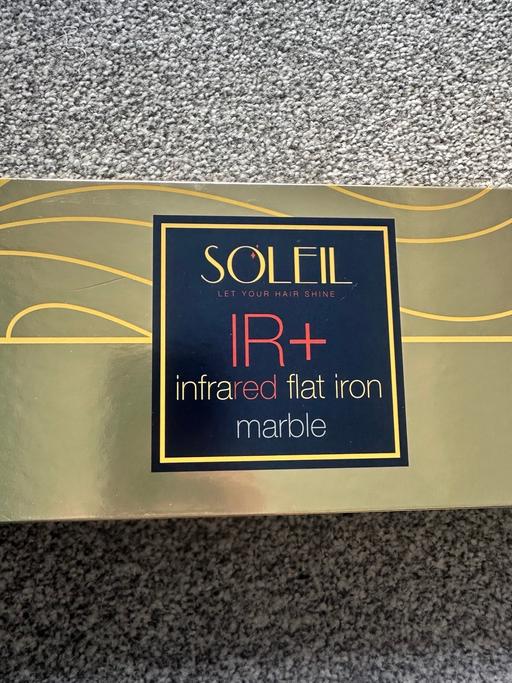 SOLEIL
LET YOUR HAIR SHINE
IR+
infrared flat iron
marble